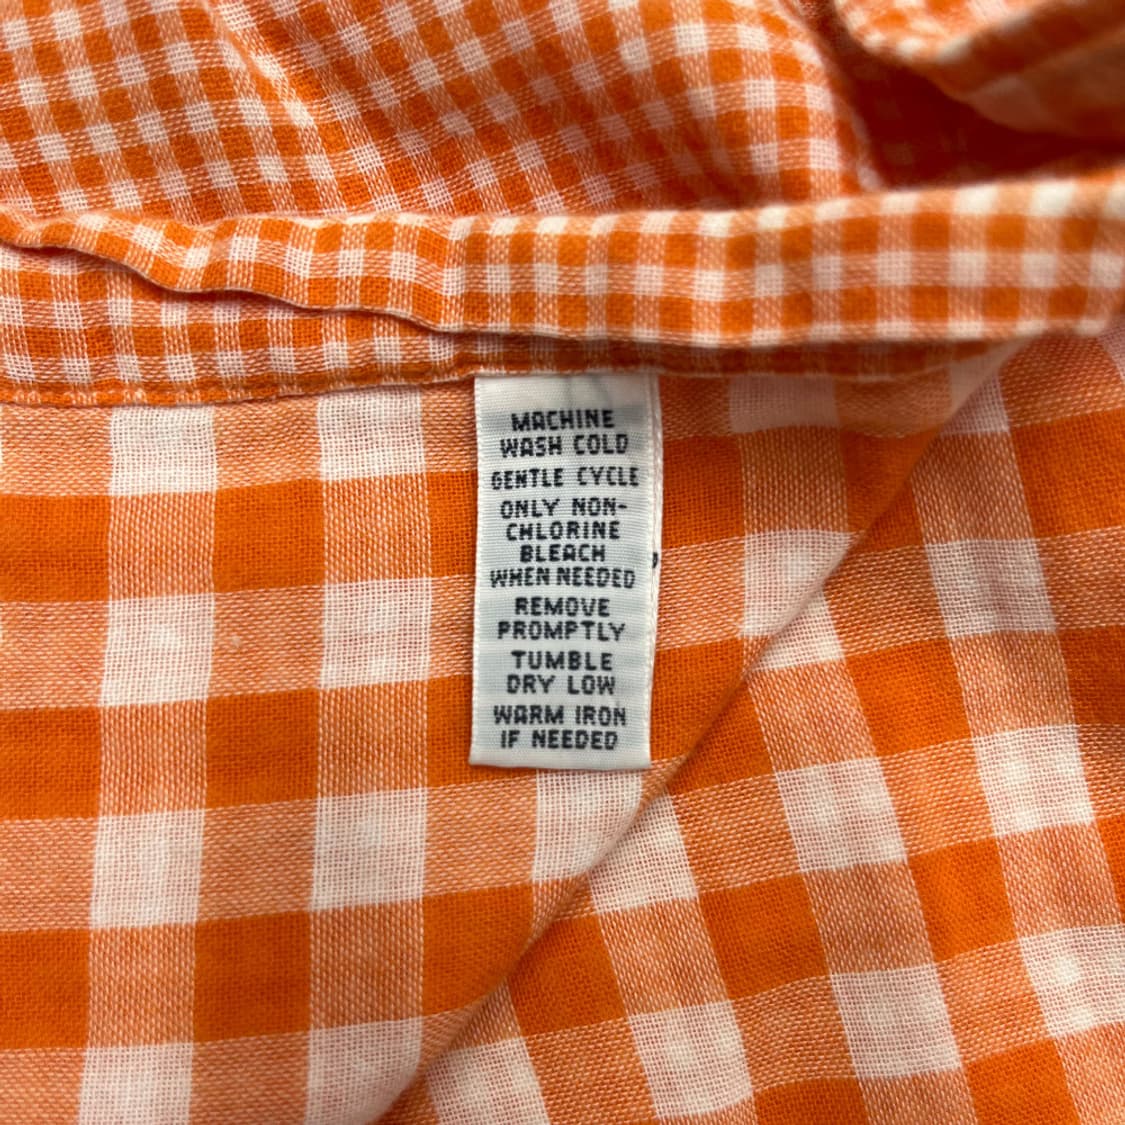 MACHINE
WASH COLD
GENTLE CYCLE
ONLY NON-
CHLORINE
BLEACH
WHEN NEEDED
REMOVE
PROMPTLY
TUMBLE
DRY LOW
WARM IRON
IF NEEDED